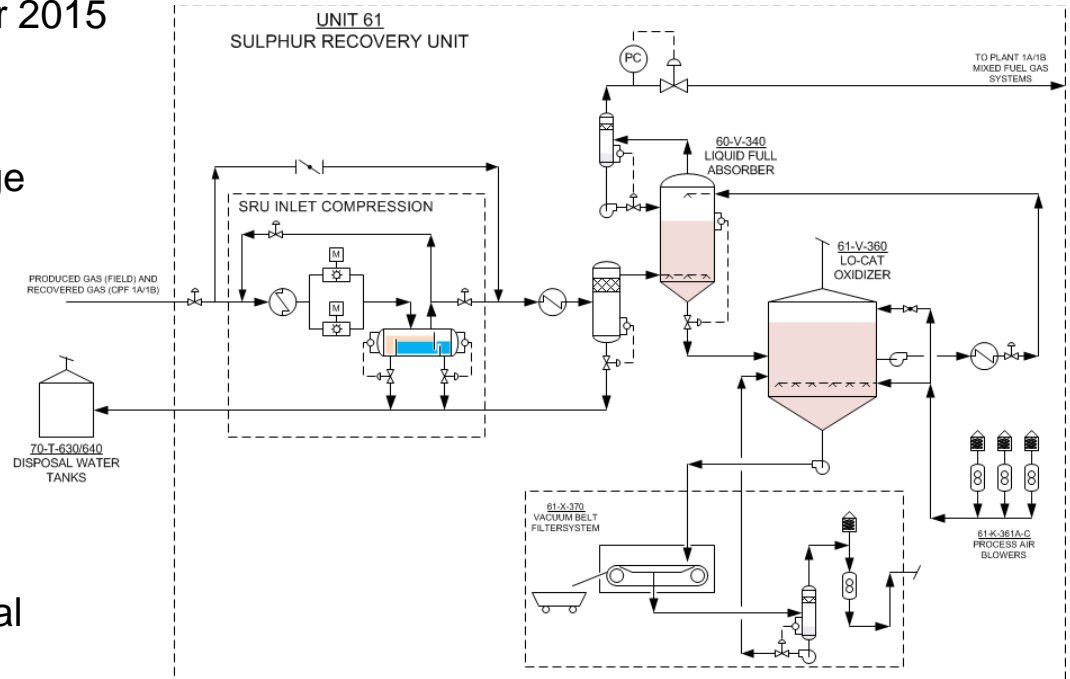 r 2015
ge
al
UNIT 61
SULPHUR RECOVERY UNIT
PC
TO PLANT 1A/1B
MIXED FUEL GAS
SYSTEMS
60-V-340
LIQUID FULL
ABSORBER
SRU INLET COMPRESSION
M
M
PRODUCED GAS (FIELD) AND
RECOVERED GAS (CPF 1A/1B)
61-V-360
LO-CAT
OXIDIZER
70-T-630/640
DISPOSAL WATER
TANKS
61-X-370
VACUUM BELT
FILTERSYSTEM
61-K-361A-C
PROCESS AIR
BLOWERS